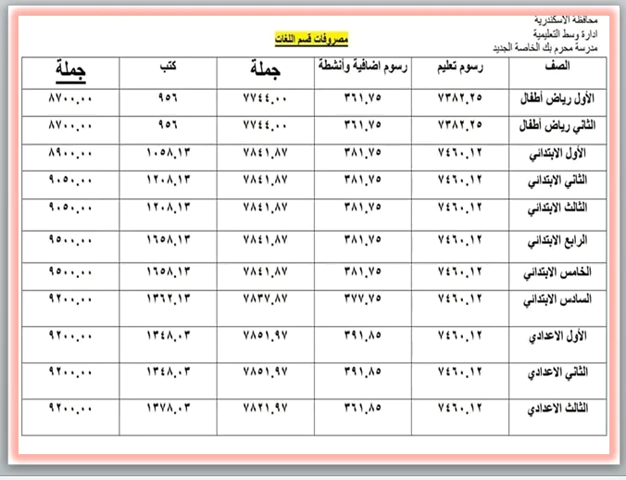 محافظة الاسكندرية
ادارة وسط التعليمية
مدرسة محرم بك الخاصة الجديد
مصروفات قسم اللغات
الصف رسوم تعليم رسوم اضافية وأنشطة جملة كتب جملة
الأول رياض أطفال ٧٣٨٢.٢٥ ٣٦١.٧٥ ٧٧٤٤.٠٠ ٩٥٦ ٨٧٠٠.٠٠
الثاني رياض أطفال ٧٣٨٢.٢٥ ٣٦١.٧٥ ٧٧٤٤.٠٠ ٩٥٦ ٨٧٠٠.٠٠
الأول الابتدائي ٧٤٦٠.١٢ ٣٨١.٧٥ ٧٨٤١.٨٧ ١٠٥٨.١٣ ٨٩٠٠.٠٠
الثاني الابتدائي ٧٤٦٠.١٢ ٣٨١.٧٥ ٧٨٤١.٨٧ ١٢٠٨.١٣ ٩٠٥٠.٠٠
الثالث الابتدائي ٧٤٦٠.١٢ ٣٨١.٧٥ ٧٨٤١.٨٧ ١٢٠٨.١٣ ٩٠٥٠.٠٠
الرابع الابتدائي ٧٤٦٠.١٢ ٣٨١.٧٥ ٧٨٤١.٨٧ ١٦٥٨.١٣ ٩٥٠٠.٠٠
الخامس الابتدائي ٧٤٦٠.١٢ ٣٨١.٧٥ ٧٨٤١.٨٧ ١٦٥٨.١٣ ٩٥٠٠.٠٠
السادس الابتدائي ٧٤٦٠.١٢ ٣٧٧.٧٥ ٧٨٣٧.٨٧ ١٣٦٢.١٣ ٩٢٠٠.٠٠
الأول الاعدادي ٧٤٦٠.١٢ ٣٩١.٨٥ ٧٨٥١.٩٧ ١٣٤٨.٠٣ ٩٢٠٠.٠٠
الثاني الاعدادي ٧٤٦٠.١٢ ٣٩١.٨٥ ٧٨٥١.٩٧ ١٣٤٨.٠٣ ٩٢٠٠.٠٠
الثالث الاعدادي ٧٤٦٠.١٢ ٣٦١.٨٥ ٧٨٢١.٩٧ ١٣٧٨.٠٣ ٩٢٠٠.٠٠